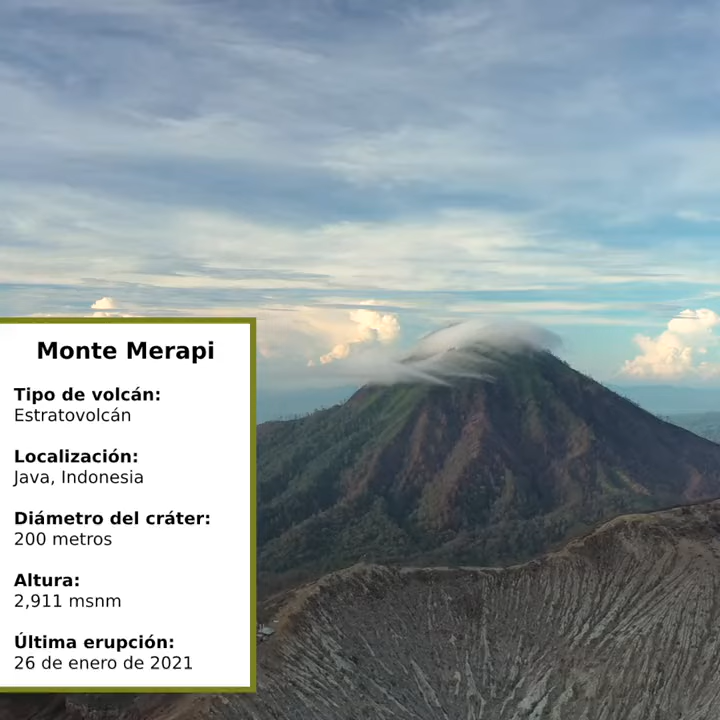 Monte Merapi
Tipo de volcán:
Estratovolcán
Localización:
Java, Indonesia
Diámetro del cráter:
200 metros
Altura:
2,911 msnm
Última erupción:
26 de enero de 2021